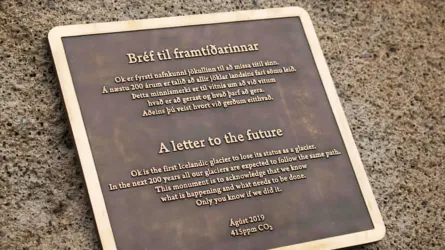 Bréf til framtíðarinnar
Ok er fyrsti nafnkunni jökullinn til að missa titil sinn.
Á næstu 200 árum er talið að allir jöklar landsins fari sömu leið.
Þetta minnismerki er til vitnis um að við vitum
hvað er að gerast og hvað þarf að gera.
Aðeins þú veist hvort við gerðum eitthvað.
A letter to the future
Ok is the first Icelandic glacier to lose its status as a glacier.
In the next 200 years all our glaciers are expected to follow the same path.
This monument is to acknowledge that we know
what is happening and what needs to be done.
Only you know if we did it.
Ágúst 2019
415ppm CO₂